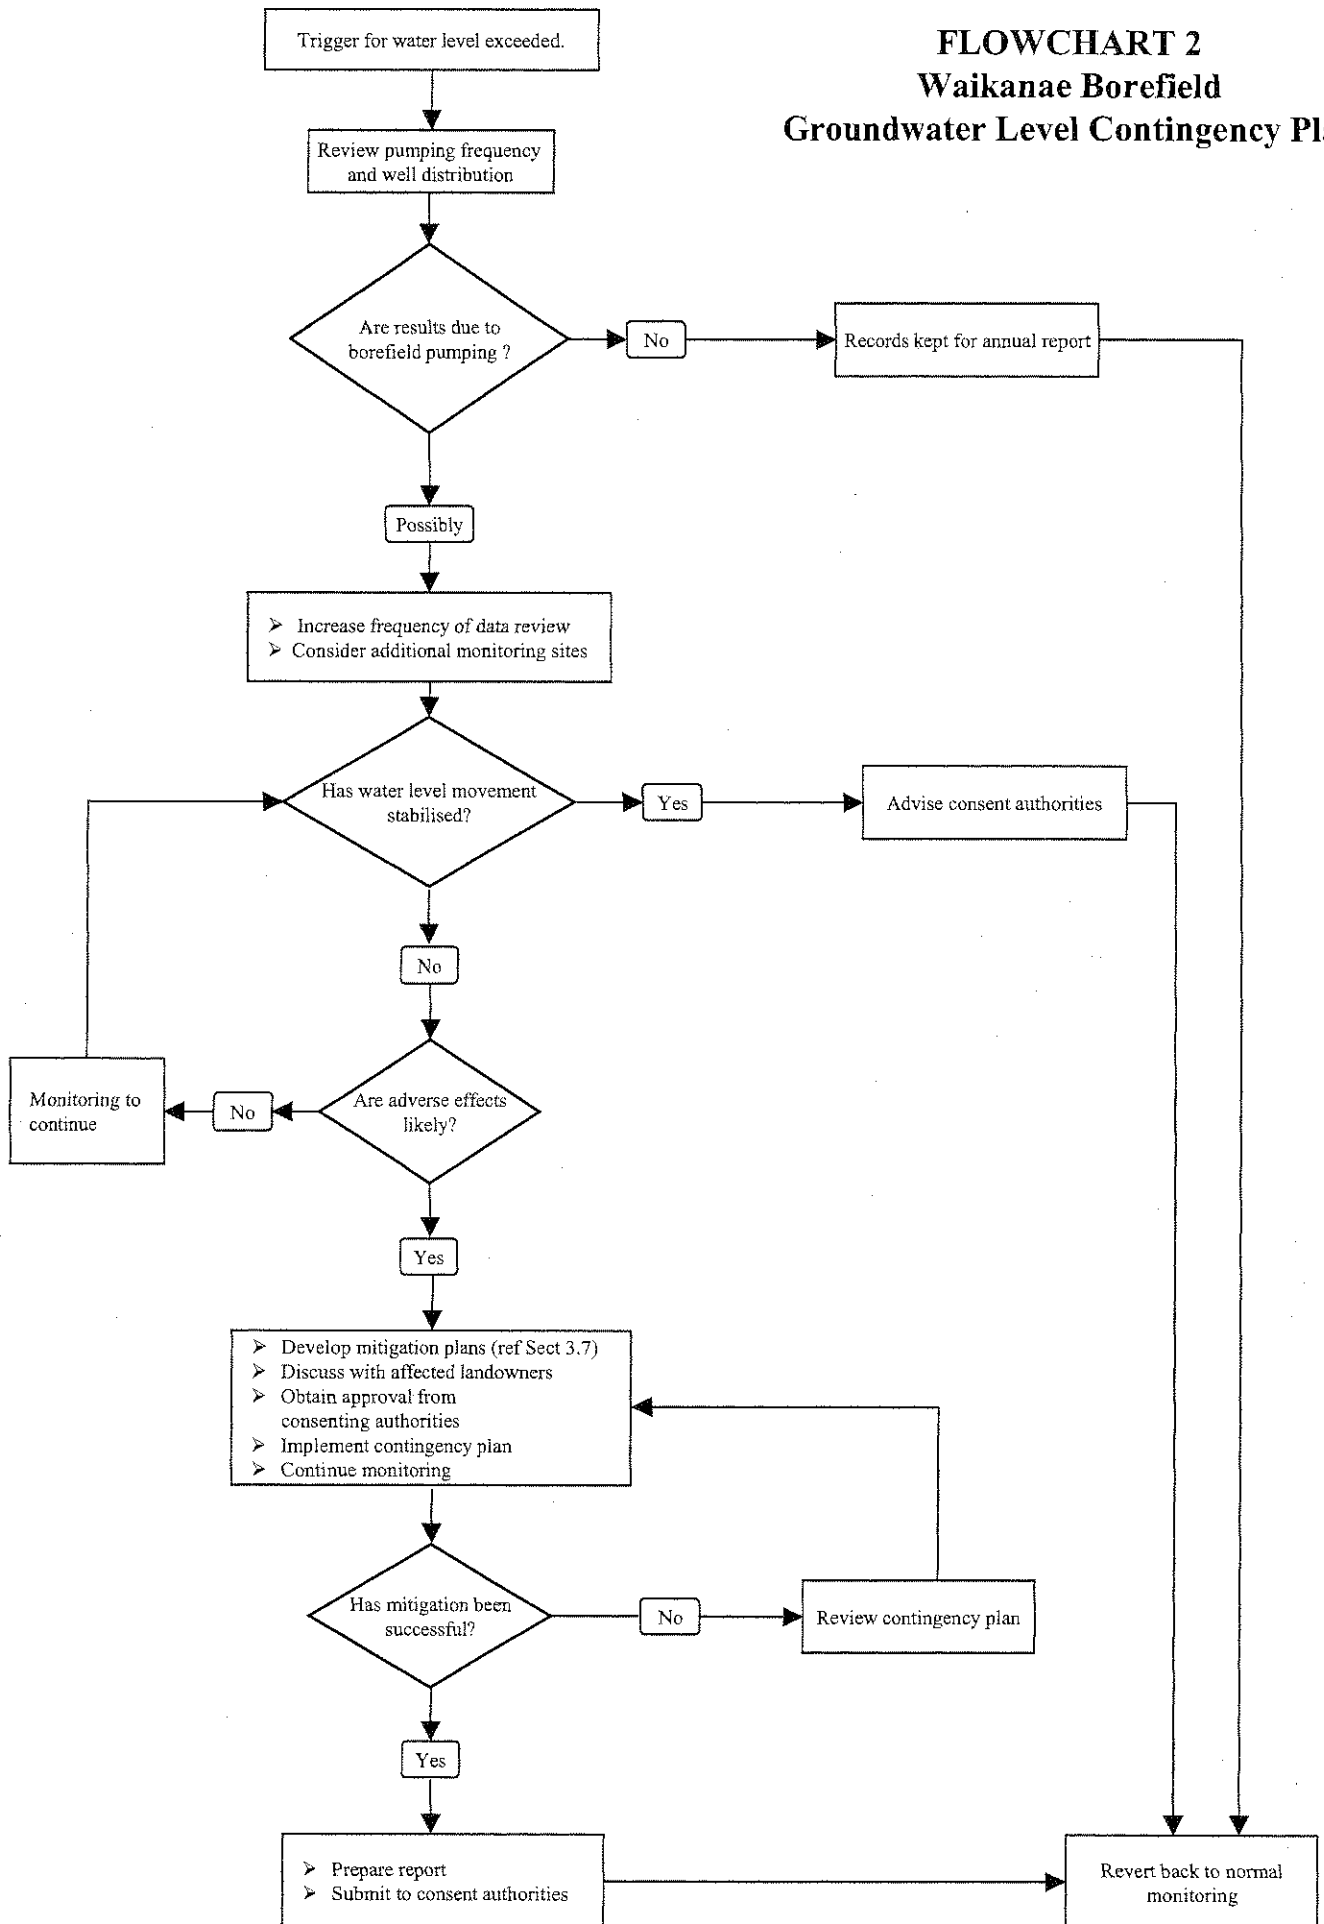 FLOWCHART 2
Waikanae Borefield
Groundwater Level Contingency Pl
Trigger for water level exceeded.
Review pumping frequency
and well distribution
Are results due to
borefield pumping ?
No
Records kept for annual report
Possibly
➢ Increase frequency of data review
➢ Consider additional monitoring sites
Has water level movement
stabilised?
Yes
Advise consent authorities
No
Are adverse effects
likely?
No
Monitoring to
continue
Yes
➢ Develop mitigation plans (ref Sect 3.7)
➢ Discuss with affected landowners
➢ Obtain approval from
consenting authorities
➢ Implement contingency plan
➢ Continue monitoring
Has mitigation been
successful?
No
Review contingency plan
Yes
➢ Prepare report
➢ Submit to consent authorities
Revert back to normal
monitoring